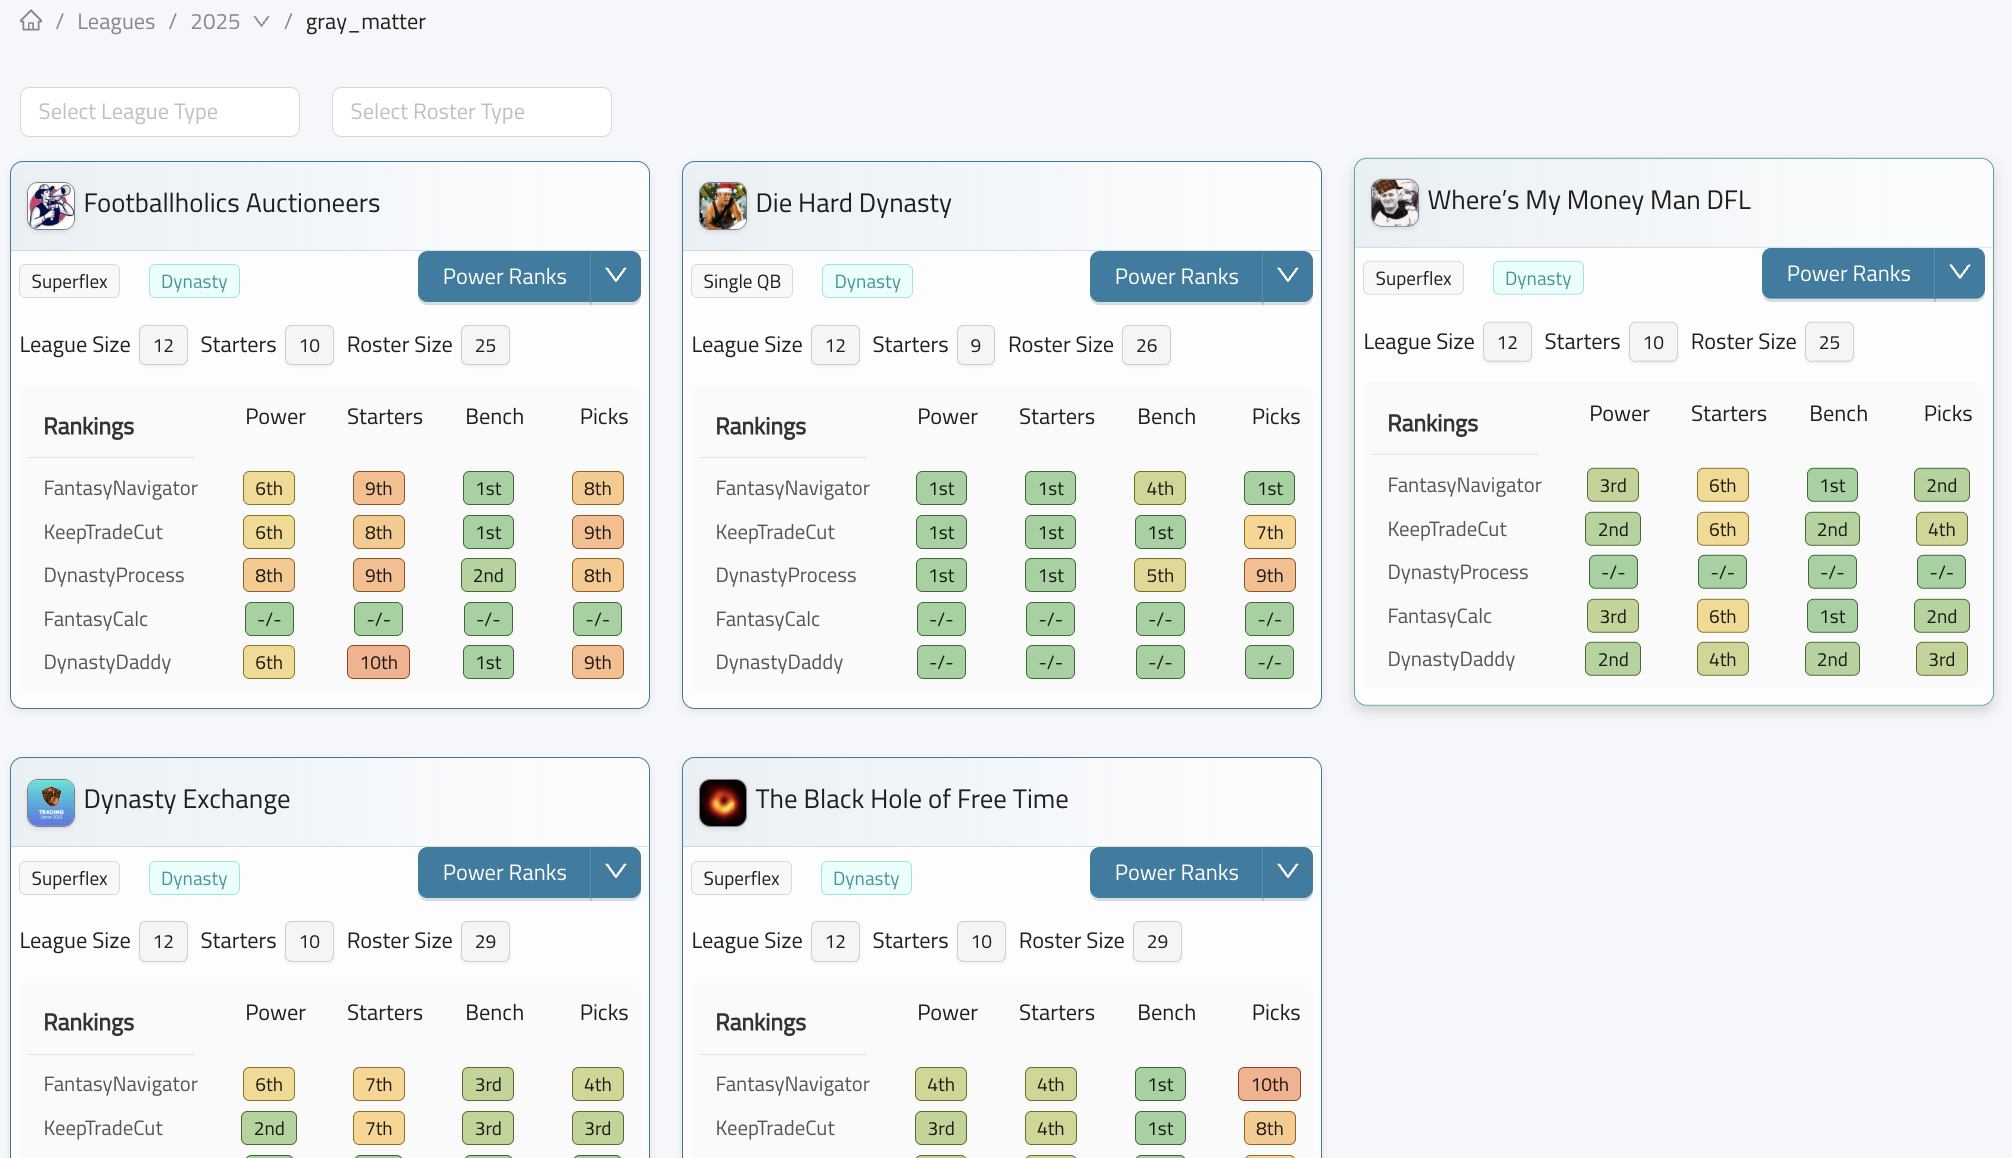 / Leagues / 2025 / gray_matter
Select League Type Select Roster Type
Footballholics Auctioneers
Superflex Dynasty Power Ranks
League Size 12 Starters 10 Roster Size 25
Rankings Power Starters Bench Picks
FantasyNavigator 6th 9th 1st 8th
KeepTradeCut 6th 8th 1st 9th
DynastyProcess 8th 9th 2nd 8th
FantasyCalc -/- -/- -/- -/-
DynastyDaddy 6th 10th 1st 9th
Die Hard Dynasty
Single QB Dynasty Power Ranks
League Size 12 Starters 9 Roster Size 26
Rankings Power Starters Bench Picks
FantasyNavigator 1st 1st 4th 1st
KeepTradeCut 1st 1st 1st 7th
DynastyProcess 1st 1st 5th 9th
FantasyCalc -/- -/- -/- -/-
DynastyDaddy -/- -/- -/- -/-
Where’s My Money Man DFL
Superflex Dynasty Power Ranks
League Size 12 Starters 10 Roster Size 25
Rankings Power Starters Bench Picks
FantasyNavigator 3rd 6th 1st 2nd
KeepTradeCut 2nd 6th 2nd 4th
DynastyProcess -/- -/- -/- -/-
FantasyCalc 3rd 6th 1st 2nd
DynastyDaddy 2nd 4th 2nd 3rd
TRADING
Dynasty Exchange
Superflex Dynasty Power Ranks
League Size 12 Starters 10 Roster Size 29
Rankings Power Starters Bench Picks
FantasyNavigator 6th 7th 3rd 4th
KeepTradeCut 2nd 7th 3rd 3rd
The Black Hole of Free Time
Superflex Dynasty Power Ranks
League Size 12 Starters 10 Roster Size 29
Rankings Power Starters Bench Picks
FantasyNavigator 4th 4th 1st 10th
KeepTradeCut 3rd 4th 1st 8th